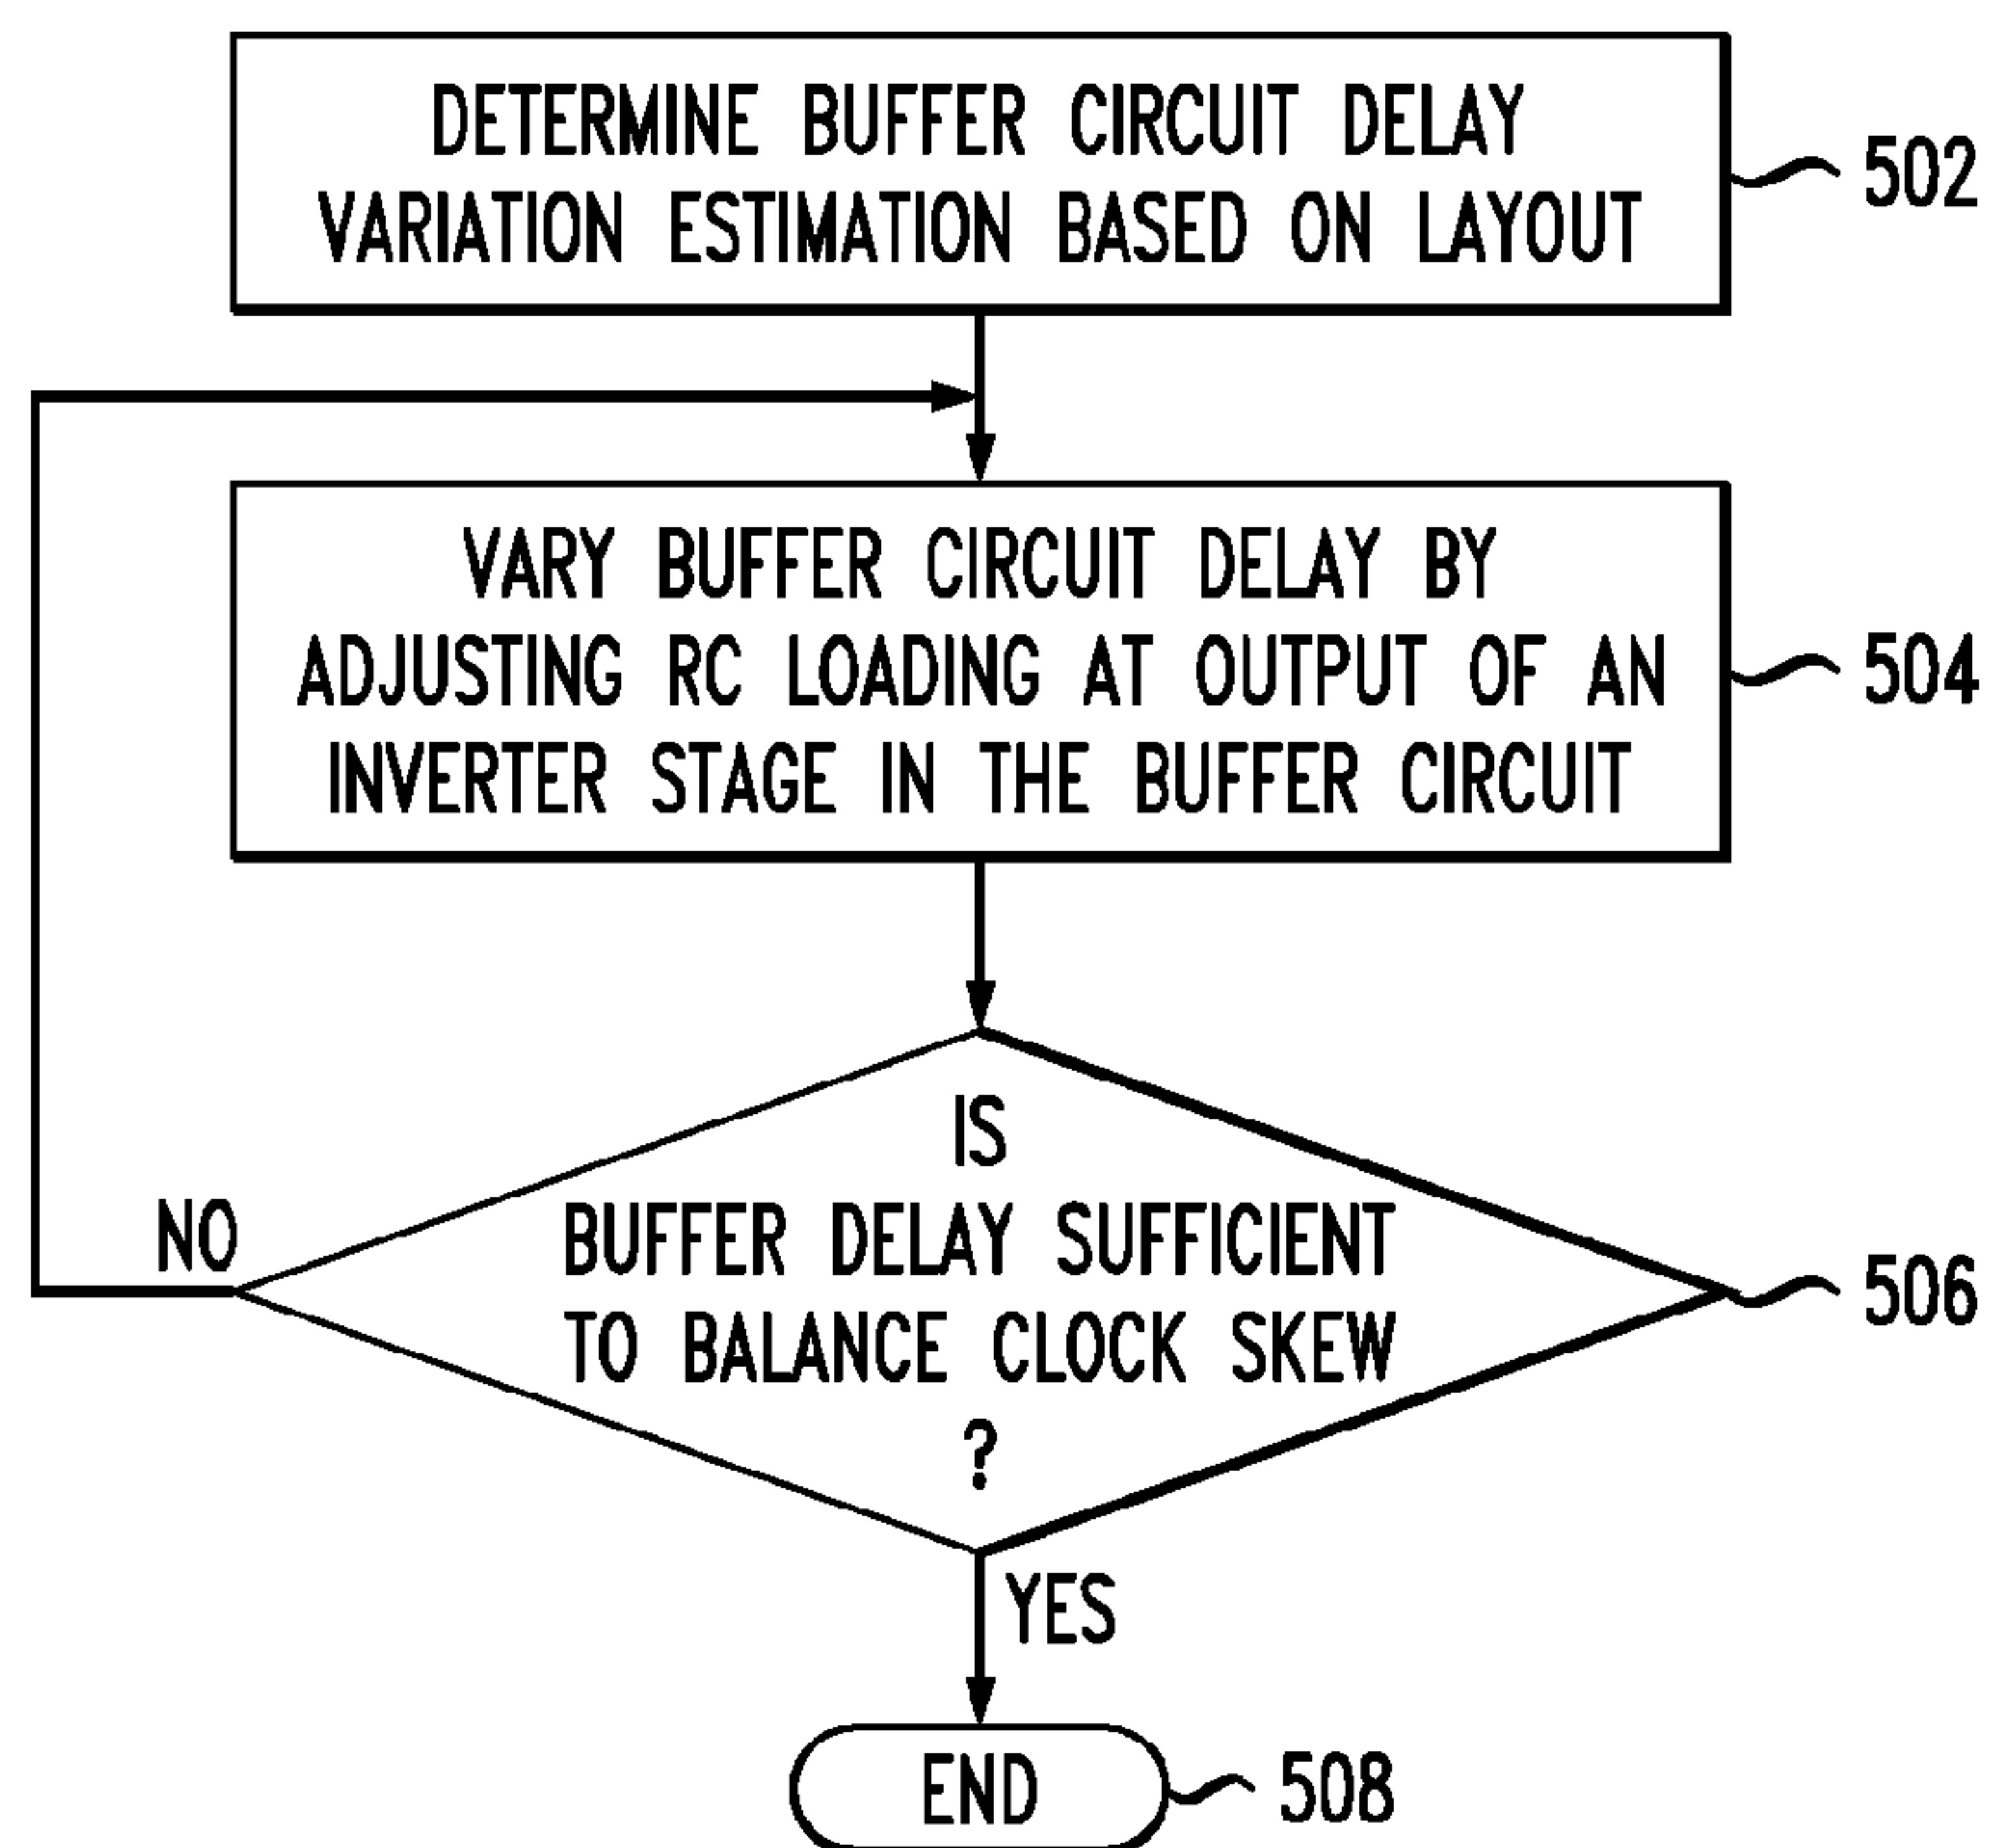 DETERMINE BUFFER CIRCUIT DELAY
VARIATION ESTIMATION BASED ON LAYOUT
502
VARY BUFFER CIRCUIT DELAY BY
ADJUSTING RC LOADING AT OUTPUT OF AN
INVERTER STAGE IN THE BUFFER CIRCUIT
504
IS
BUFFER DELAY SUFFICIENT
TO BALANCE CLOCK SKEW
?
NO
506
YES
END
508